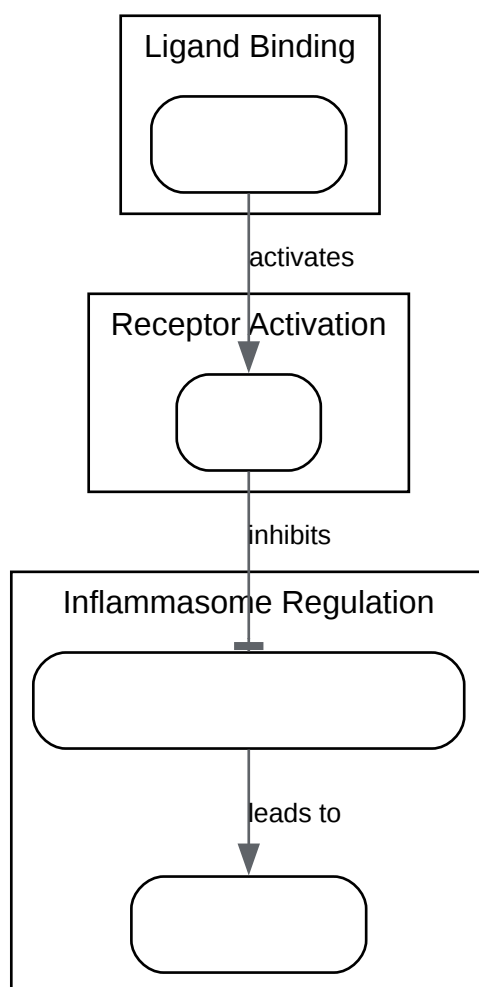 Ligand Binding
activates
Receptor Activation
inhibits
Inflammasome Regulation
leads to